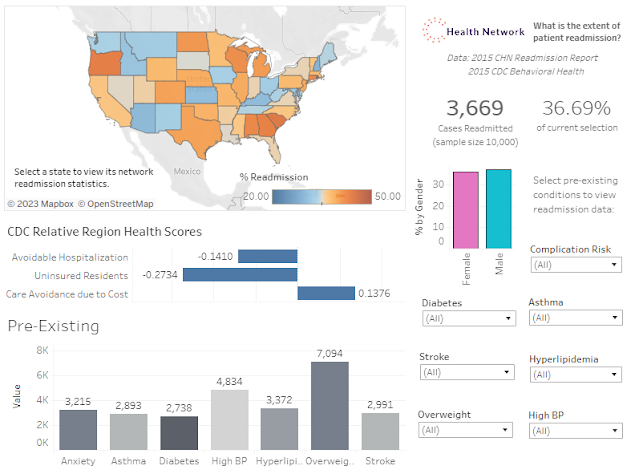 Health Network
What is the extent of
patient readmission?
Data: 2015 CHN Readmission Report
2015 CDC Behavioral Health
3,669
Cases Readmitted
(sample size 10,000)
36.69%
of current selection
Mexico
Select a state to view its network
readmission statistics.
% Readmission
20.00
50.00
© 2023 Mapbox © OpenStreetMap
% by Gender
30
20
10
0
Female
Male
Select pre-existing
conditions to view
readmission data:
Complication Risk
(All)
Diabetes
(All)
Asthma
(All)
Stroke
(All)
Hyperlipidemia
(All)
Overweight
(All)
High BP
(All)
CDC Relative Region Health Scores
Avoidable Hospitalization
-0.1410
Uninsured Residents
-0.2734
Care Avoidance due to Cost
0.1376
Pre-Existing
Value
8K
6K
4K
2K
0K
3,215
2,893
2,738
4,834
3,372
7,094
2,991
Anxiety
Asthma
Diabetes
High BP
Hyperlipi..
Overweig..
Stroke